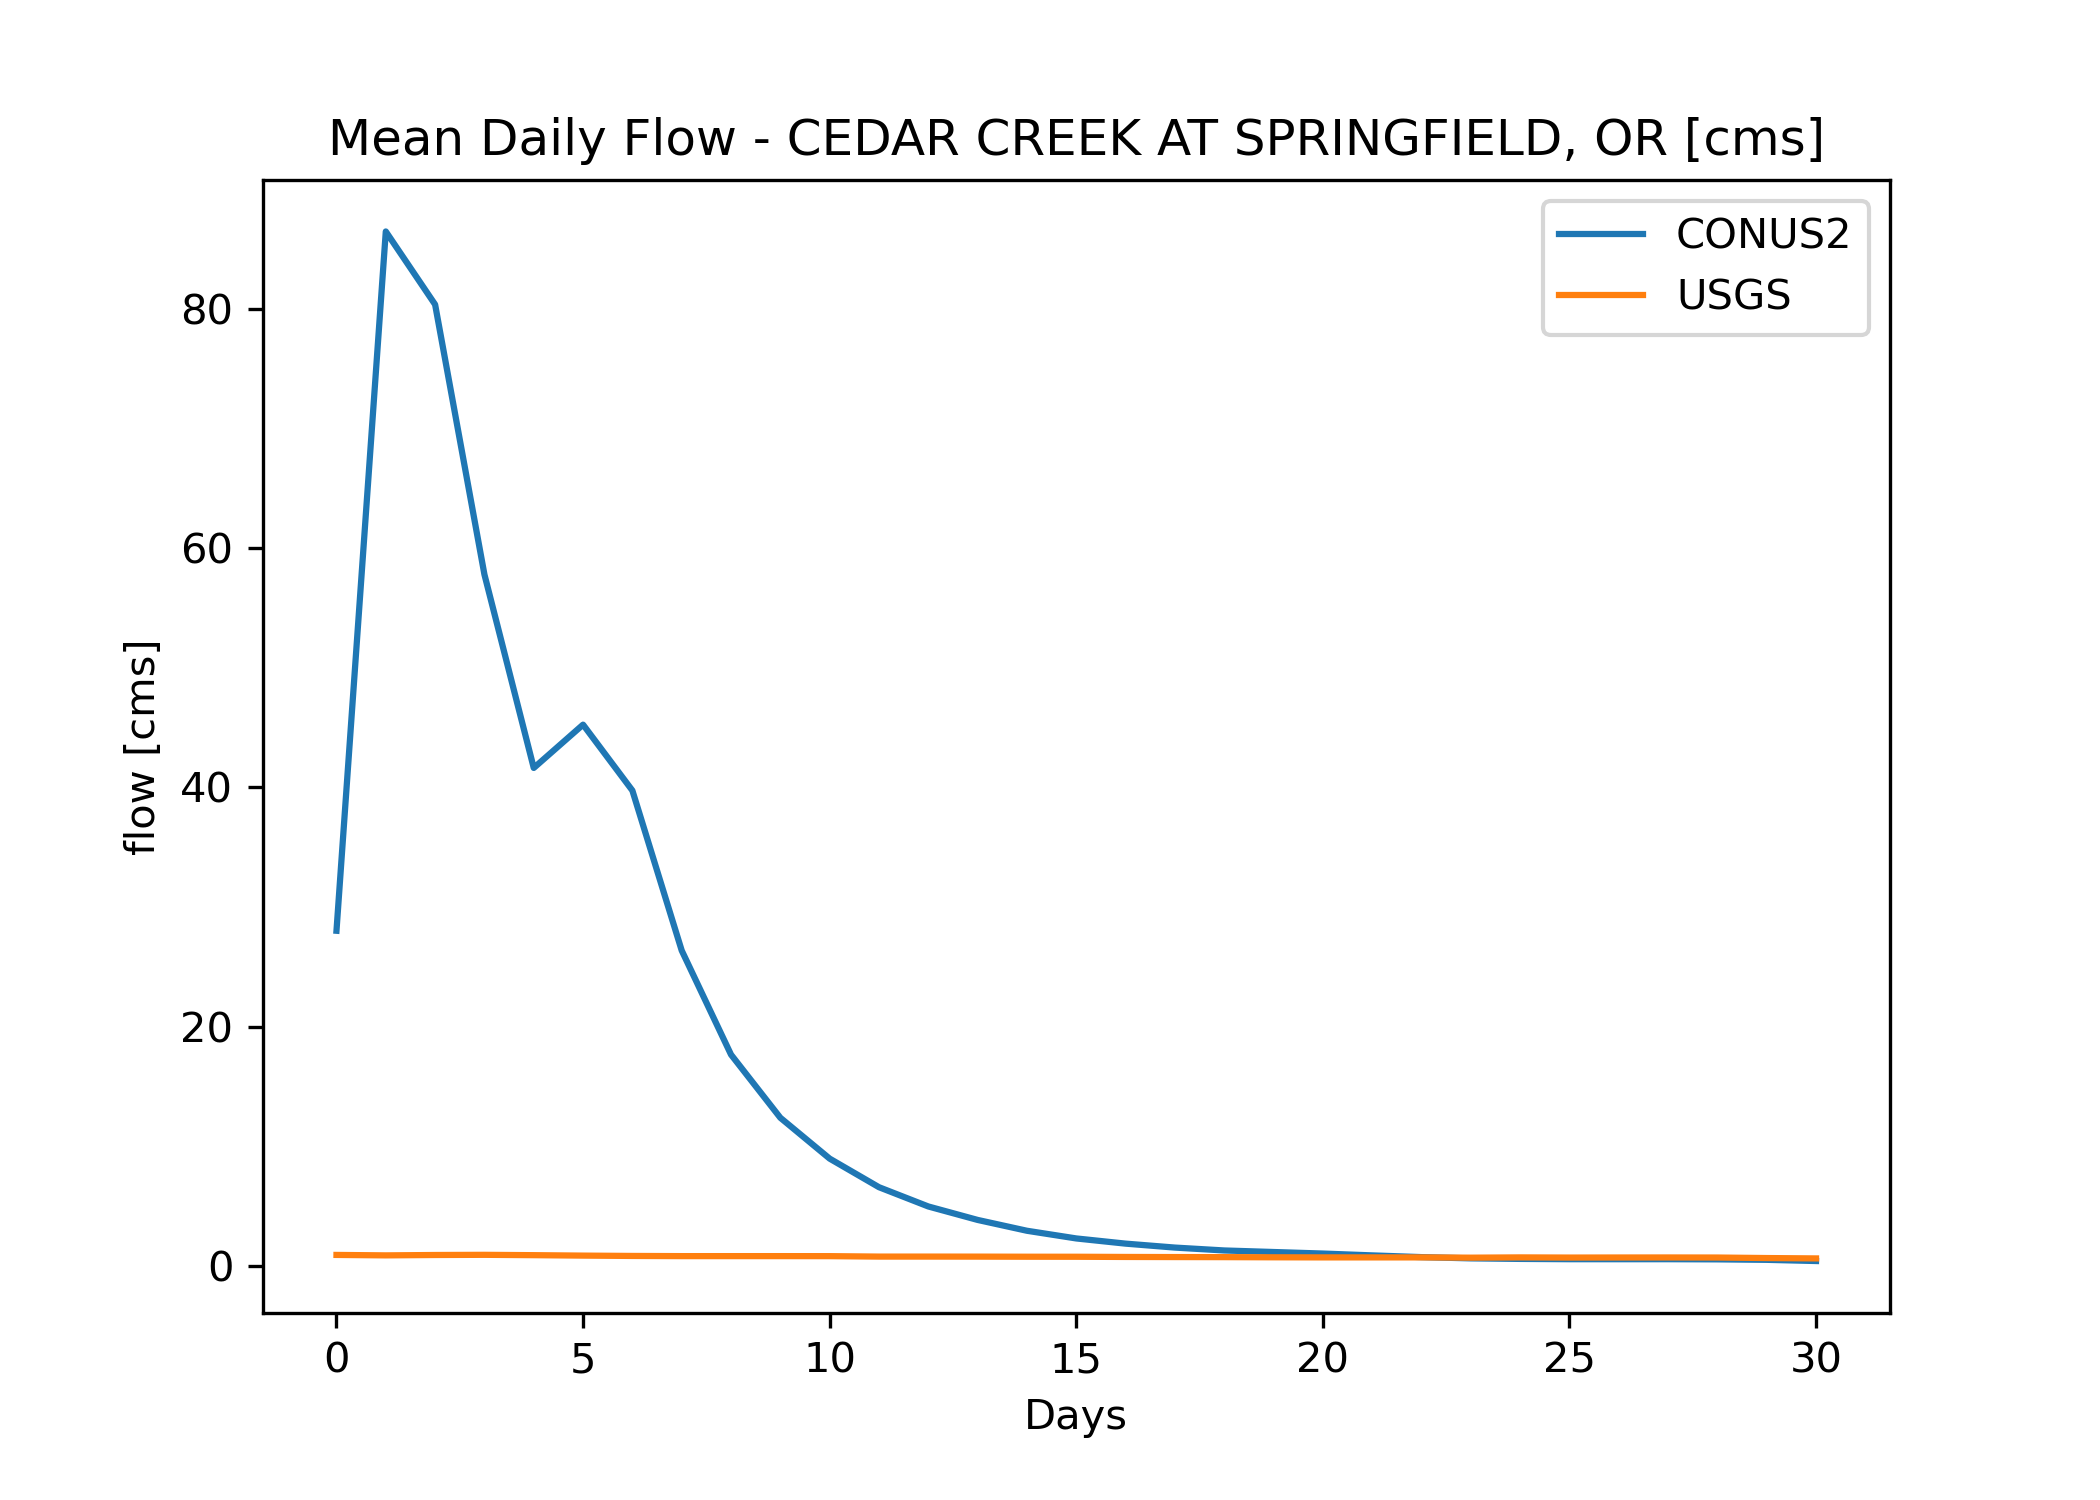 Mean Daily Flow - CEDAR CREEK AT SPRINGFIELD, OR [cms]
CONUS2
USGS
80
60
40
20
0
flow [cms]
0 5 10 15 20 25 30
Days